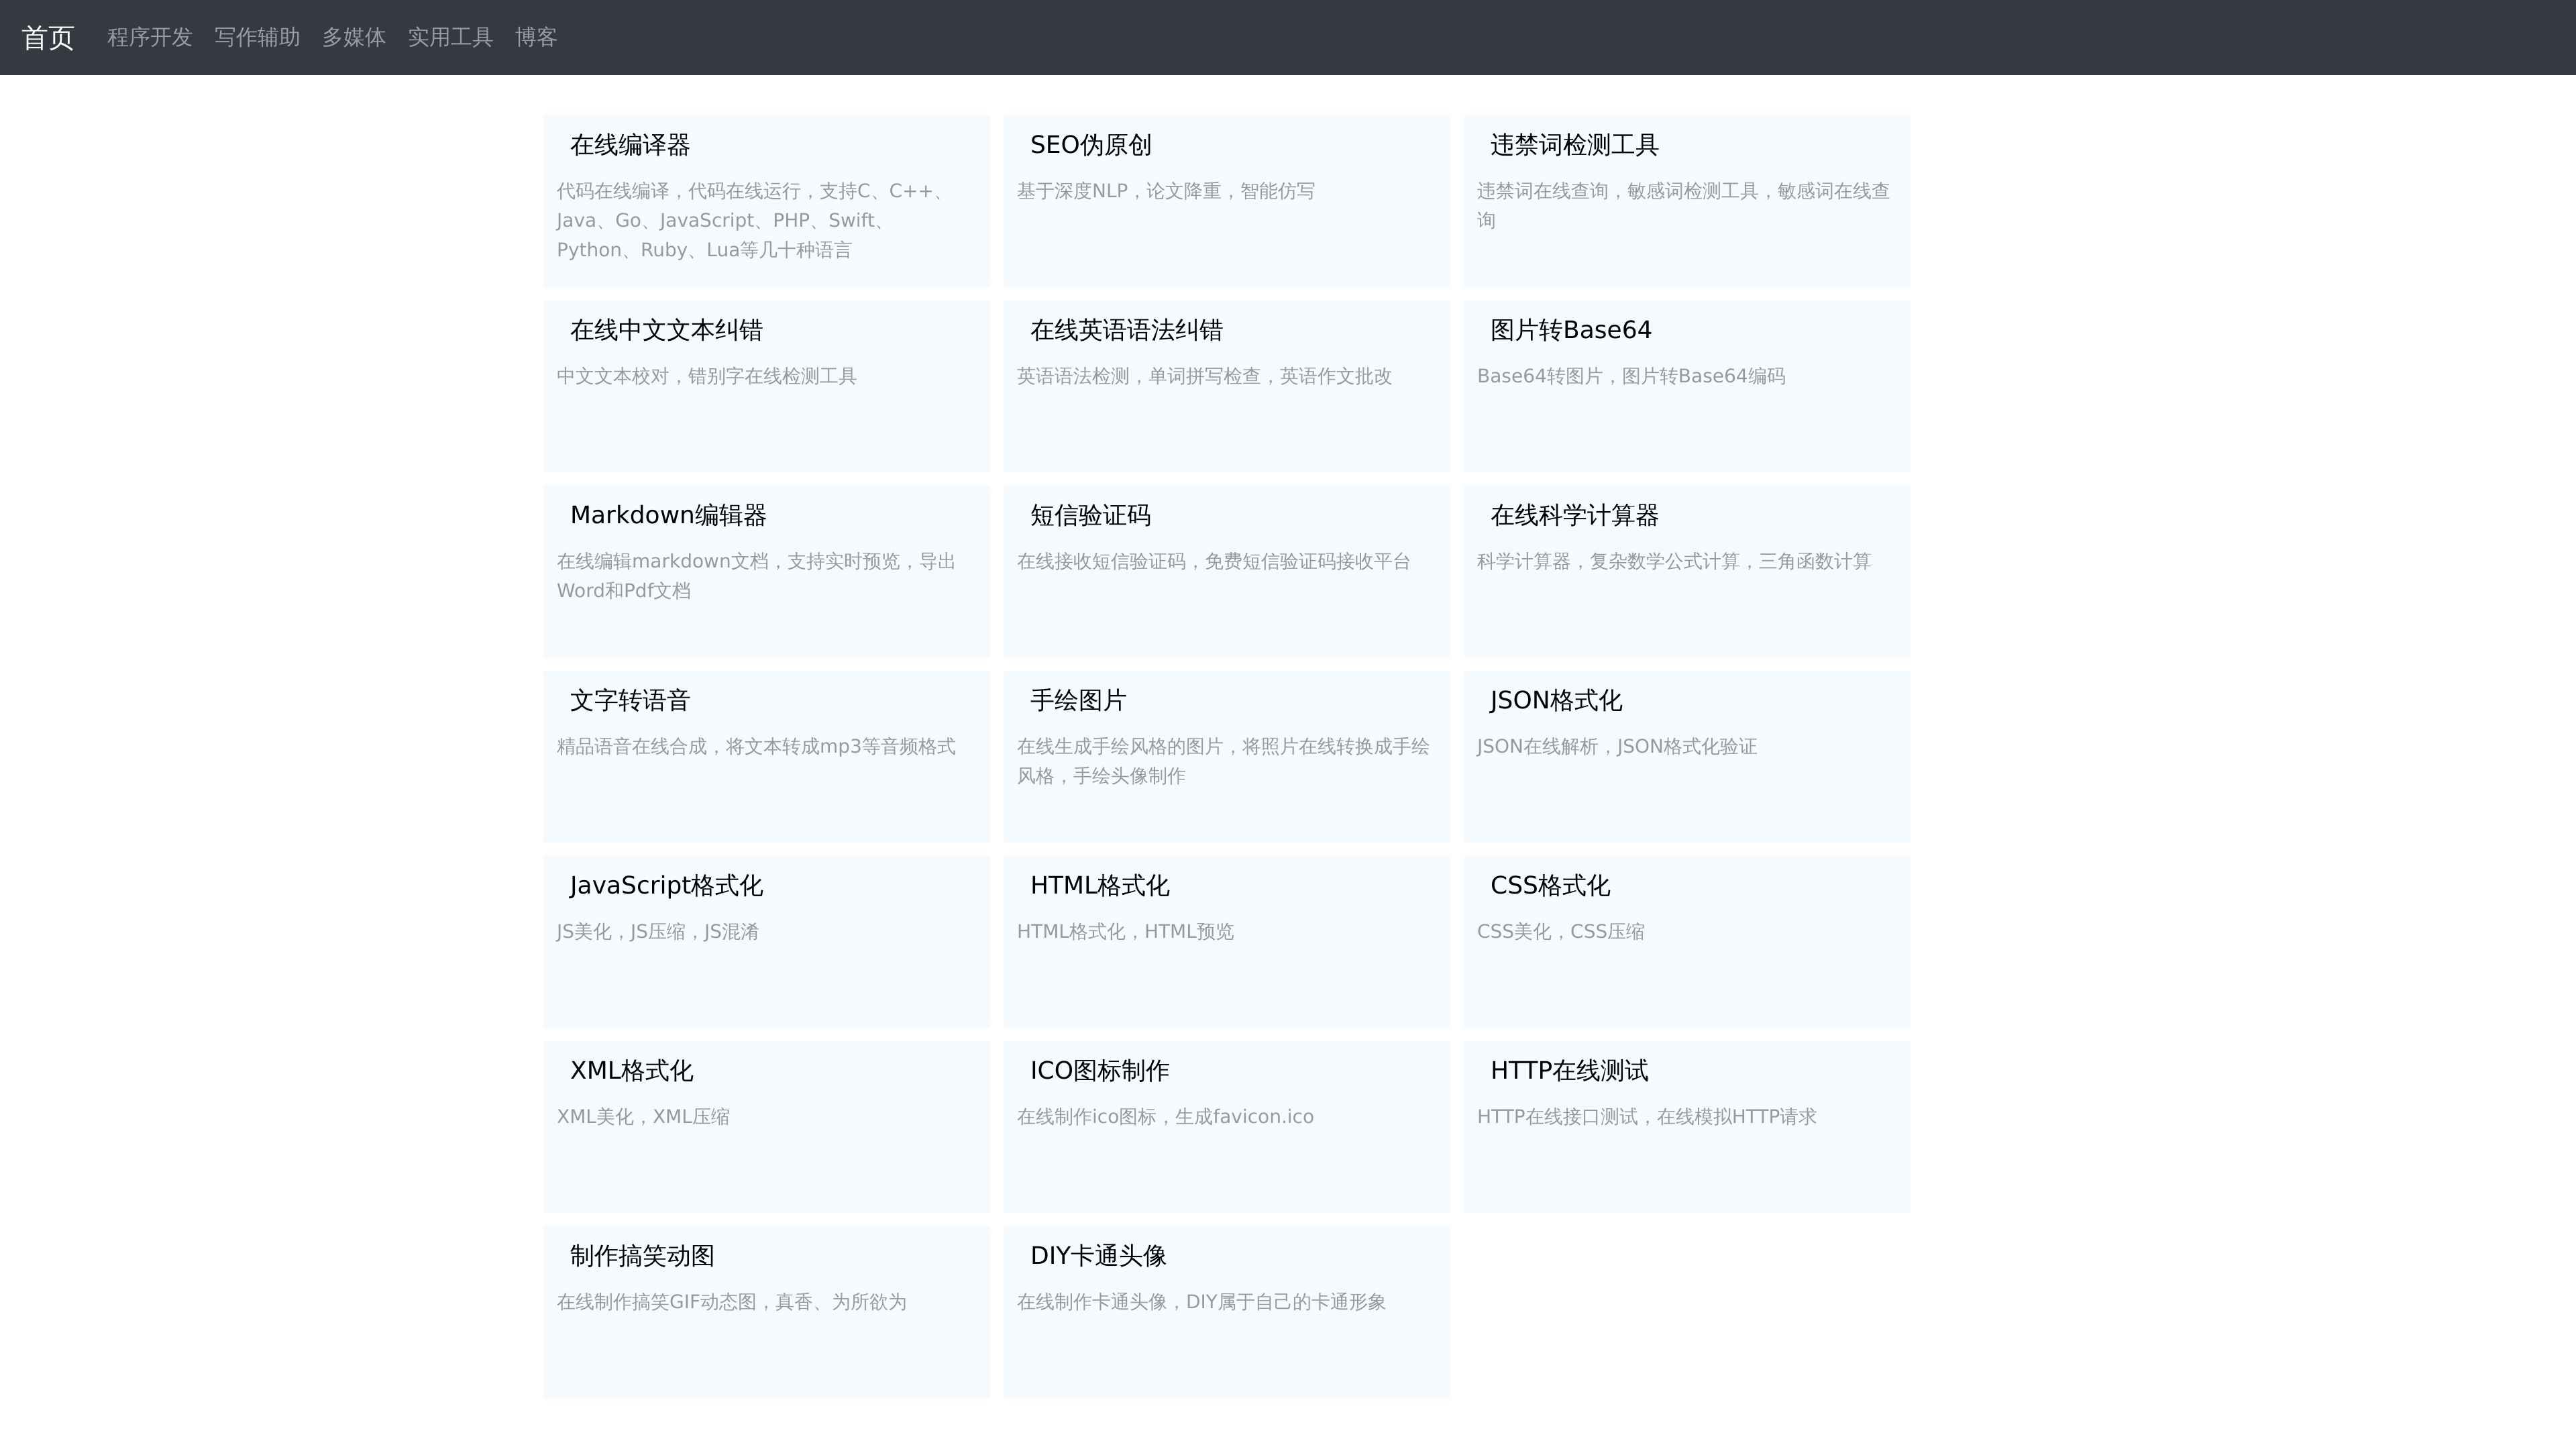 首页 程序开发 写作辅助 多媒体 实用工具 博客
在线编译器
代码在线编译，代码在线运行，支持C、C++、
Java、Go、JavaScript、PHP、Swift、
Python、Ruby、Lua等几十种语言
SEO伪原创
基于深度NLP，论文降重，智能仿写
违禁词检测工具
违禁词在线查询，敏感词检测工具，敏感词在线查
询
在线中文文本纠错
中文文本校对，错别字在线检测工具
在线英语语法纠错
英语语法检测，单词拼写检查，英语作文批改
图片转Base64
Base64转图片，图片转Base64编码
Markdown编辑器
在线编辑markdown文档，支持实时预览，导出
Word和Pdf文档
短信验证码
在线接收短信验证码，免费短信验证码接收平台
在线科学计算器
科学计算器，复杂数学公式计算，三角函数计算
文字转语音
精品语音在线合成，将文本转成mp3等音频格式
手绘图片
在线生成手绘风格的图片，将照片在线转换成手绘
风格，手绘头像制作
JSON格式化
JSON在线解析，JSON格式化验证
JavaScript格式化
JS美化，JS压缩，JS混淆
HTML格式化
HTML格式化，HTML预览
CSS格式化
CSS美化，CSS压缩
XML格式化
XML美化，XML压缩
ICO图标制作
在线制作ico图标，生成favicon.ico
HTTP在线测试
HTTP在线接口测试，在线模拟HTTP请求
制作搞笑动图
在线制作搞笑GIF动态图，真香、为所欲为
DIY卡通头像
在线制作卡通头像，DIY属于自己的卡通形象